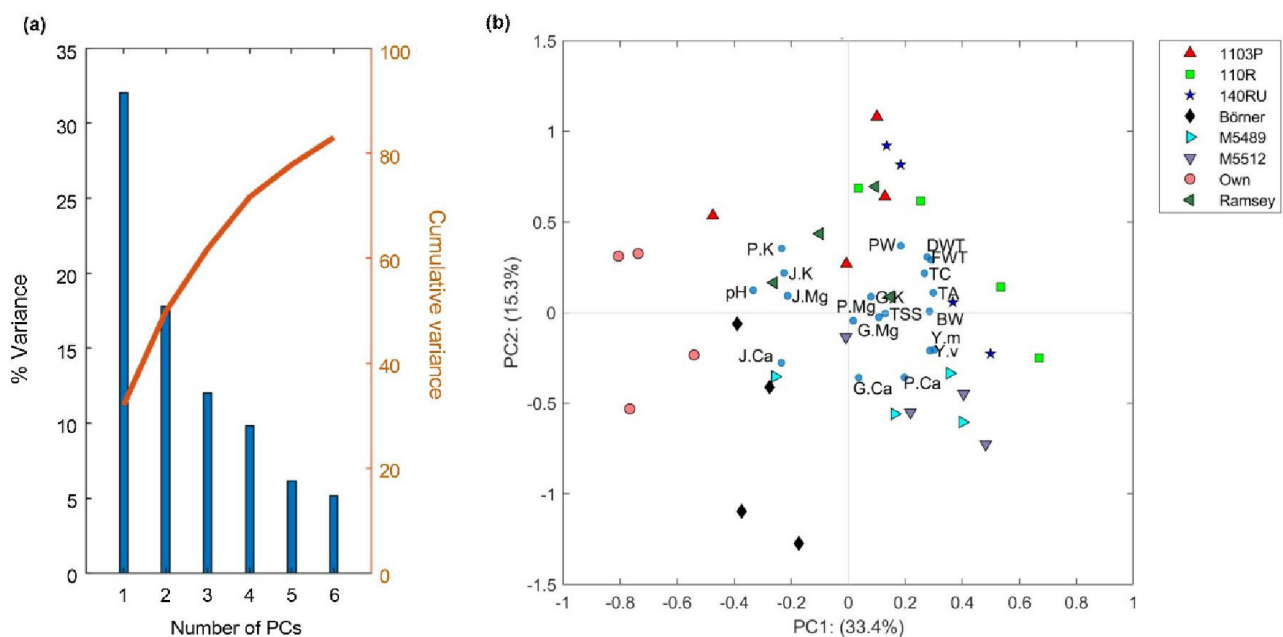 (a)
35
30
25
20
15
10
5
0
% Variance
100
80
60
40
20
0
Cumulative variance
1 2 3 4 5 6
Number of PCs
(b)
1.5
1
0.5
0
-0.5
-1
-1.5
PC2: (15.3%)
P.K
J.K
pH
J.Mg
PW
DWT
FWT
TC
TA
G.K
P.Mg
TSS
G.Mg
BW
Y.m
Y.v
J.Ca
G.Ca
P.Ca
-1 -0.8 -0.6 -0.4 -0.2 0 0.2 0.4 0.6 0.8 1
PC1: (33.4%)
1103P
110R
140RU
Börner
M5489
M5512
Own
Ramsey